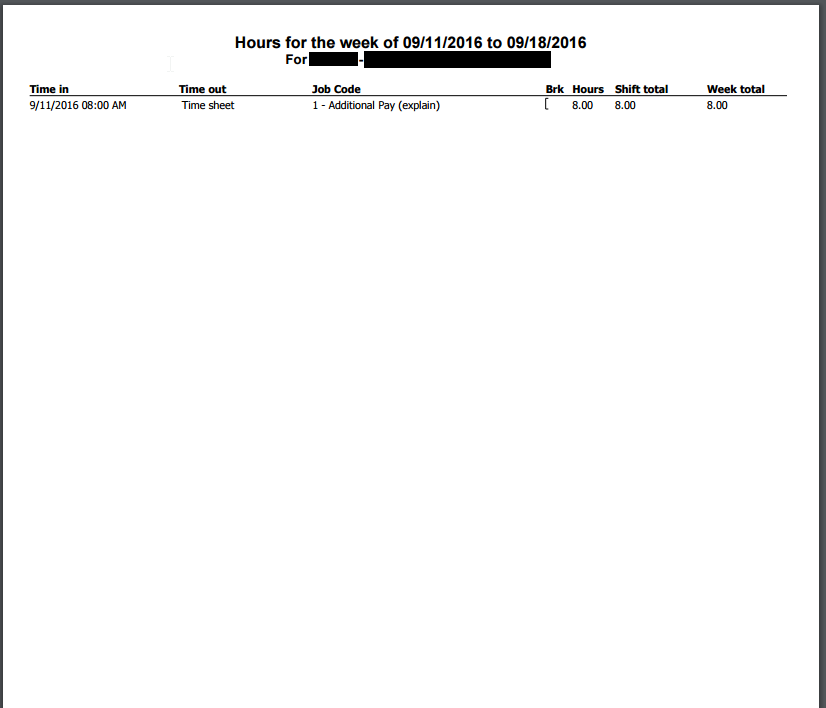 Hours for the week of 09/11/2016 to 09/18/2016
For -
Time in Time out Job Code Brk Hours Shift total Week total
9/11/2016 08:00 AM Time sheet 1 - Additional Pay (explain) [ 8.00 8.00 8.00